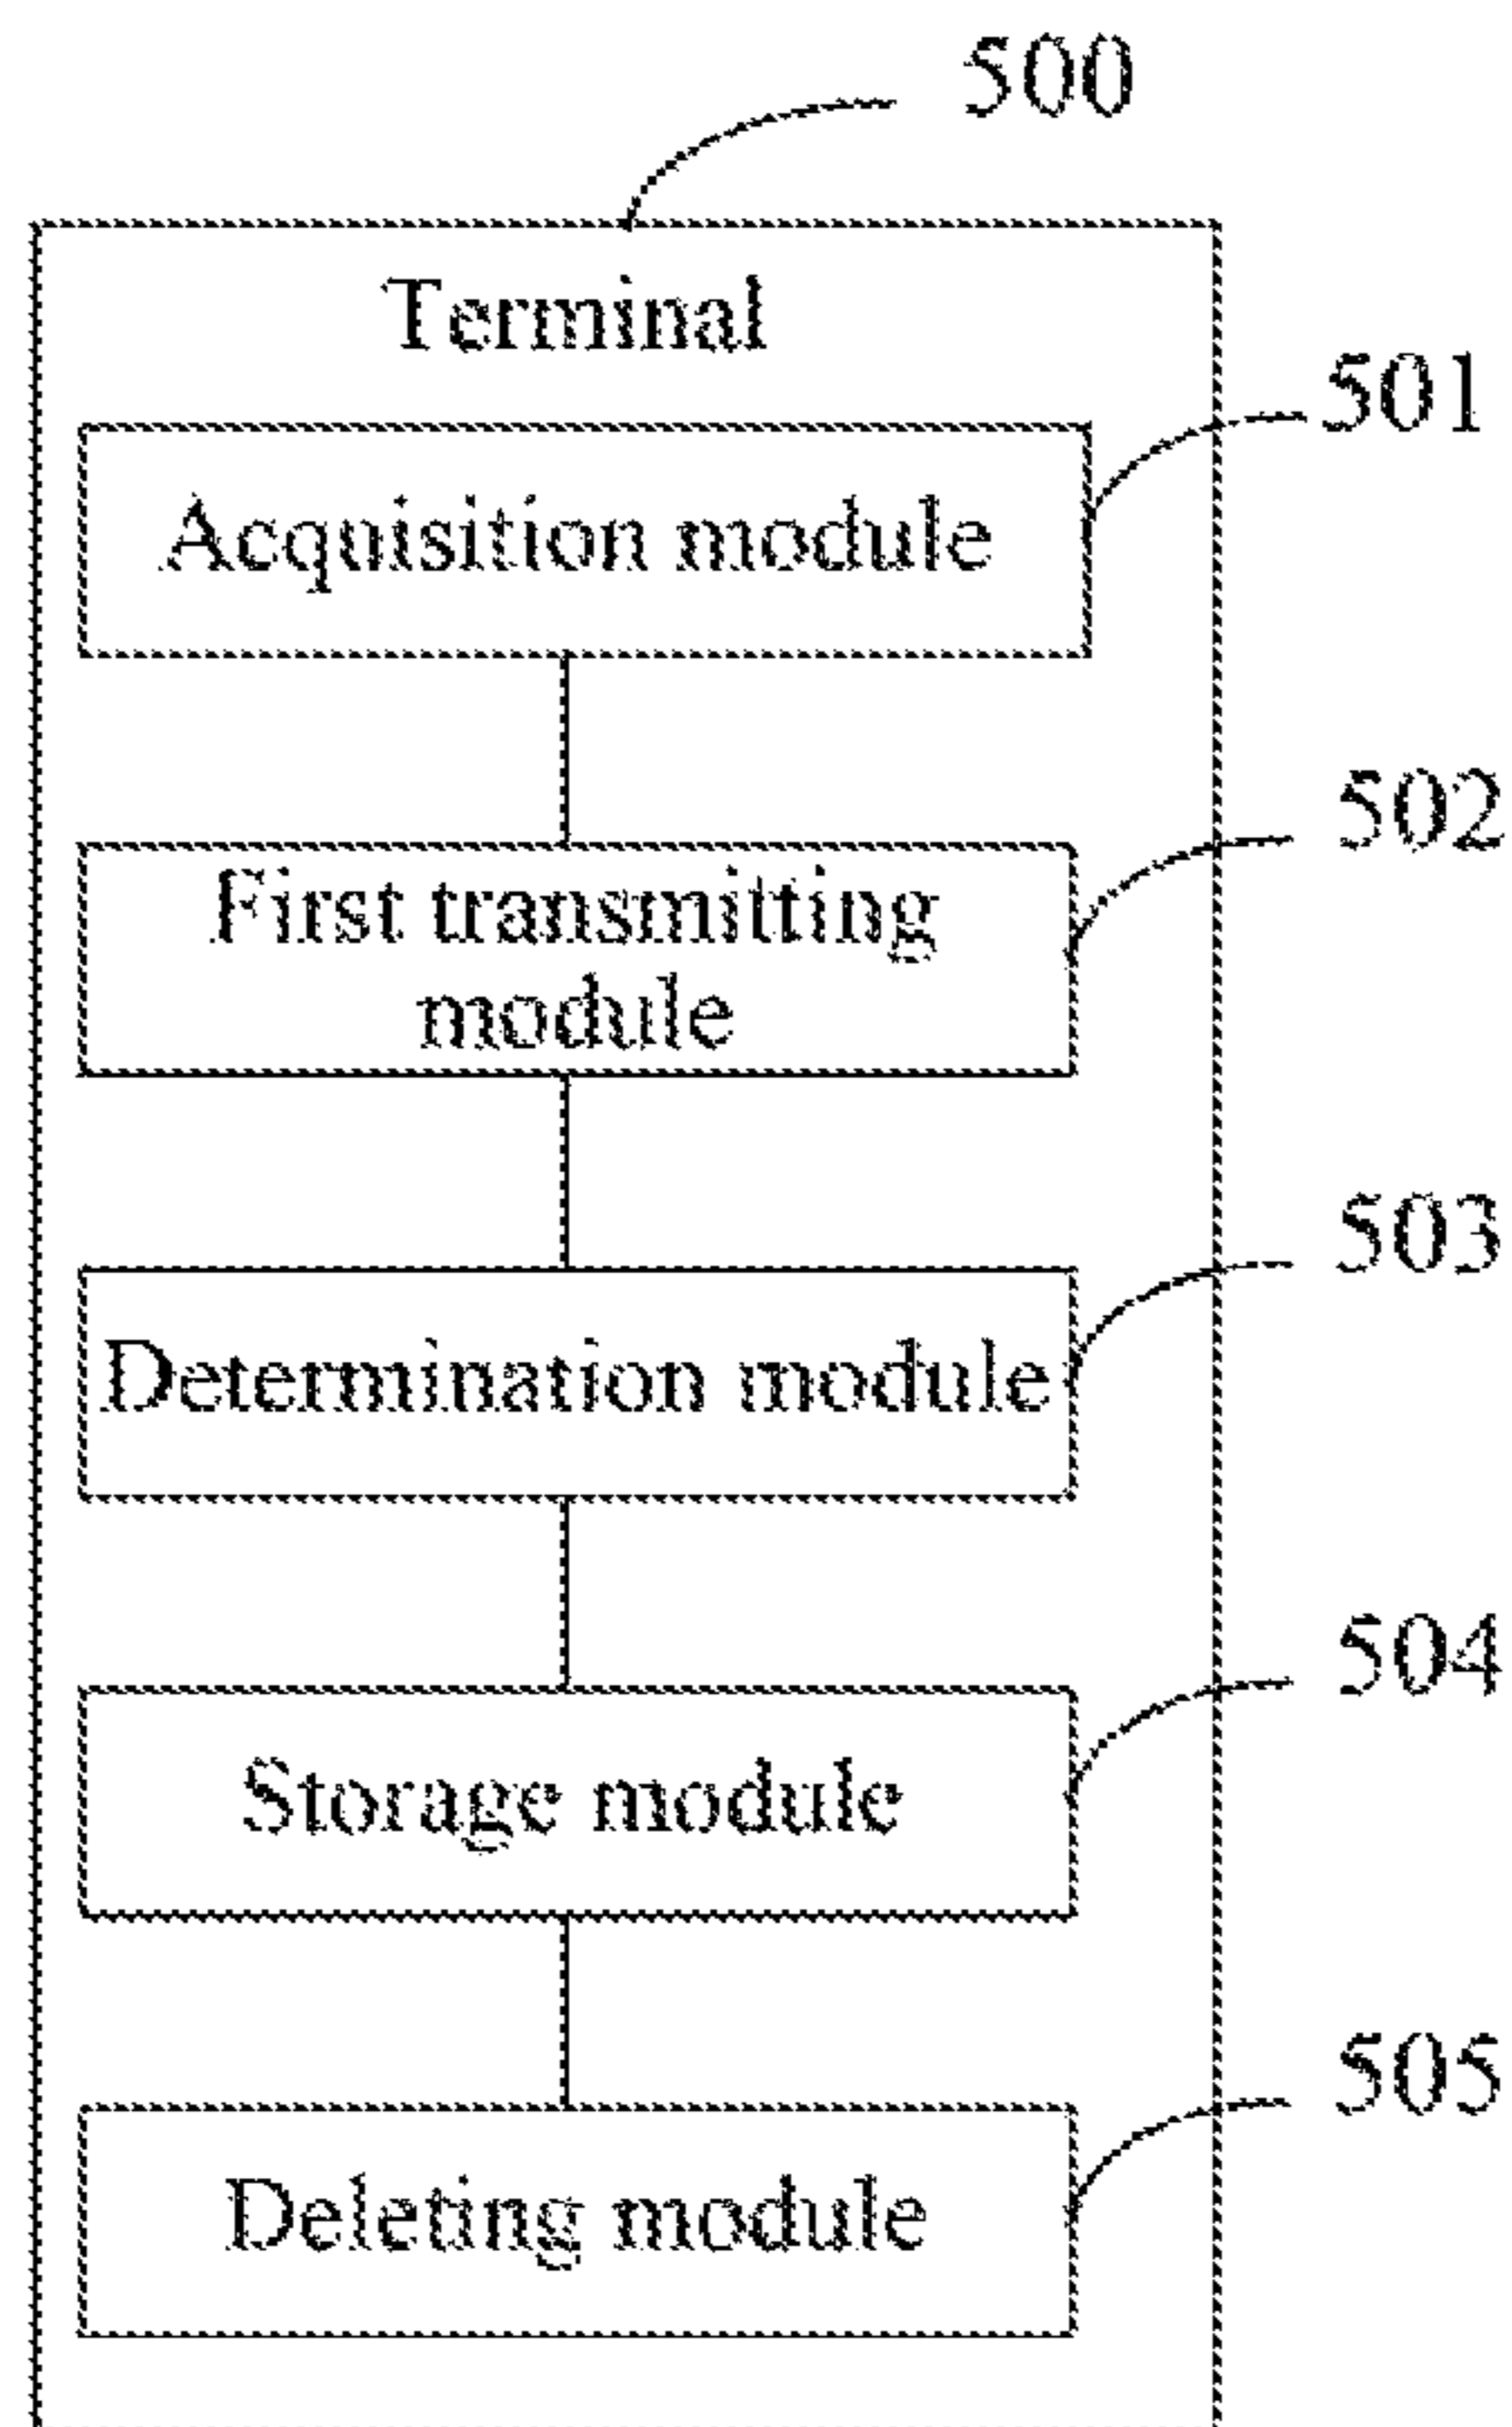 500
Terminal
501
Acquisition module
502
First transmitting
module
503
Determination module
504
Storage module
505
Deleting module